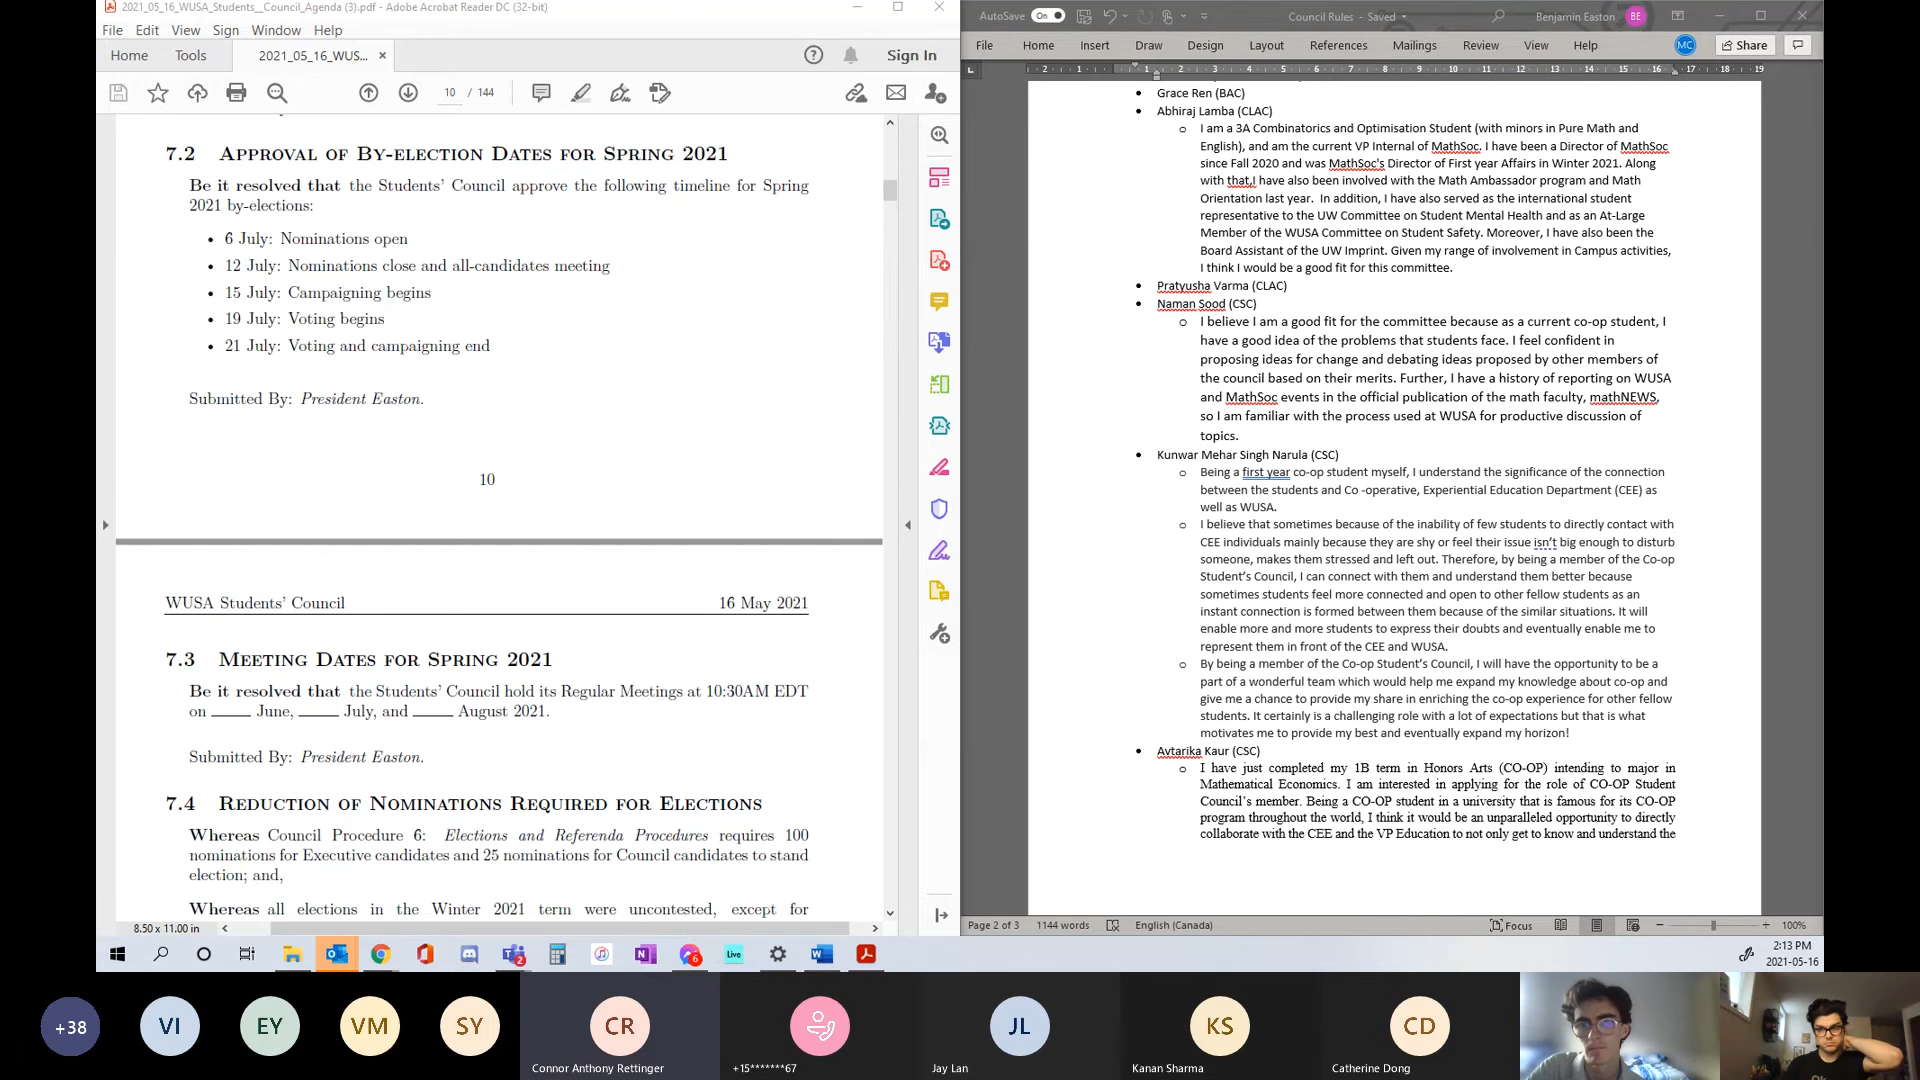 2021_05_16_WUSA_Students__Council_Agenda (3).pdf - Adobe Acrobat Reader DC (32-bit)
File Edit View Sign Window Help
Home Tools 2021_05_16_WUS... × Sign In
10 / 144
7.2 Approval of By-election Dates for Spring 2021
Be it resolved that the Students' Council approve the following timeline for Spring
2021 by-elections:
• 6 July: Nominations open
• 12 July: Nominations close and all-candidates meeting
• 15 July: Campaigning begins
• 19 July: Voting begins
• 21 July: Voting and campaigning end
Submitted By: President Easton.
10
WUSA Students' Council 16 May 2021
7.3 Meeting Dates for Spring 2021
Be it resolved that the Students' Council hold its Regular Meetings at 10:30AM EDT
on _____ June, _____ July, and _____ August 2021.
Submitted By: President Easton.
7.4 Reduction of Nominations Required for Elections
Whereas Council Procedure 6: Elections and Referenda Procedures requires 100
nominations for Executive candidates and 25 nominations for Council candidates to stand
election; and,
Whereas all elections in the Winter 2021 term were uncontested, except for
8.50 x 11.00 in
AutoSave On Council Rules - Saved Benjamin Easton BE
File Home Insert Draw Design Layout References Mailings Review View Help MC Share
2 1 1 2 3 4 5 6 7 8 9 10 11 12 13 14 15 17 18 19
• Grace Ren (BAC)
• Abhiraj Lamba (CLAC)
o I am a 3A Combinatorics and Optimisation Student (with minors in Pure Math and
English), and am the current VP Internal of MathSoc. I have been a Director of MathSoc
since Fall 2020 and was MathSoc's Director of First year Affairs in Winter 2021. Along
with that,I have also been involved with the Math Ambassador program and Math
Orientation last year. In addition, I have also served as the international student
representative to the UW Committee on Student Mental Health and as an At-Large
Member of the WUSA Committee on Student Safety. Moreover, I have also been the
Board Assistant of the UW Imprint. Given my range of involvement in Campus activities,
I think I would be a good fit for this committee.
• Pratyusha Varma (CLAC)
• Naman Sood (CSC)
o I believe I am a good fit for the committee because as a current co-op student, I
have a good idea of the problems that students face. I feel confident in
proposing ideas for change and debating ideas proposed by other members of
the council based on their merits. Further, I have a history of reporting on WUSA
and MathSoc events in the official publication of the math faculty, mathNEWS,
so I am familiar with the process used at WUSA for productive discussion of
topics.
• Kunwar Mehar Singh Narula (CSC)
o Being a first year co-op student myself, I understand the significance of the connection
between the students and Co -operative, Experiential Education Department (CEE) as
well as WUSA.
o I believe that sometimes because of the inability of few students to directly contact with
CEE individuals mainly because they are shy or feel their issue isn't big enough to disturb
someone, makes them stressed and left out. Therefore, by being a member of the Co-op
Student's Council, I can connect with them and understand them better because
sometimes students feel more connected and open to other fellow students as an
instant connection is formed between them because of the similar situations. It will
enable more and more students to express their doubts and eventually enable me to
represent them in front of the CEE and WUSA.
o By being a member of the Co-op Student's Council, I will have the opportunity to be a
part of a wonderful team which would help me expand my knowledge about co-op and
give me a chance to provide my share in enriching the co-op experience for other fellow
students. It certainly is a challenging role with a lot of expectations but that is what
motivates me to provide my best and eventually expand my horizon!
• Avtarika Kaur (CSC)
o I have just completed my 1B term in Honors Arts (CO-OP) intending to major in
Mathematical Economics. I am interested in applying for the role of CO-OP Student
Council's member. Being a CO-OP student in a university that is famous for its CO-OP
program throughout the world, I think it would be an unparalleled opportunity to directly
collaborate with the CEE and the VP Education to not only get to know and understand the
Page 2 of 3 1144 words English (Canada) Focus 100%
2 6 Live
2:13 PM
2021-05-16
+38 VI EY VM SY CR JL KS CD
Connor Anthony Rettinger +15*******67 Jay Lan Kanan Sharma Catherine Dong